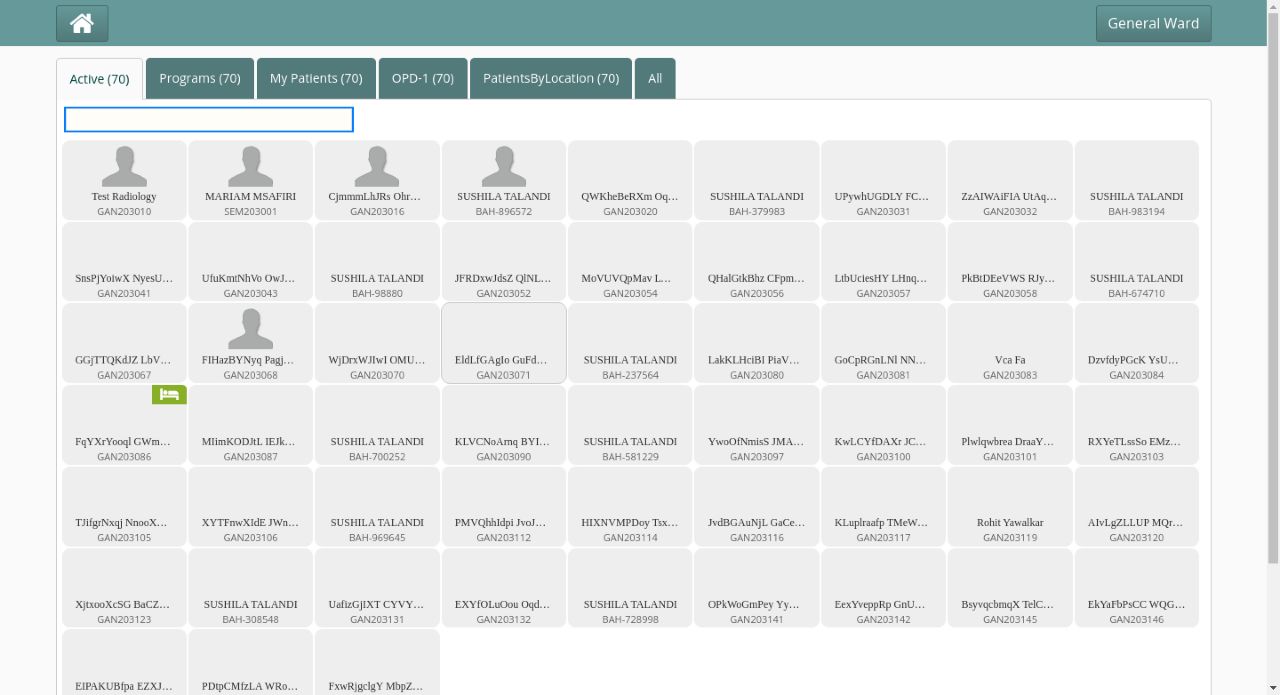 General Ward
Active (70) Programs (70) My Patients (70) OPD-1 (70) PatientsByLocation (70) All
Test Radiology MARIAM MSAFIRI CjmmmLhJRs Ohr… SUSHILA TALANDI QWKheBeRXm Oq… SUSHILA TALANDI UPywhUGDLY FC… ZzAIWAiFIA UtAq… SUSHILA TALANDI
GAN203010 SEM203001 GAN203016 BAH-896572 GAN203020 BAH-379983 GAN203031 GAN203032 BAH-983194
SnsPjYoiwX NyesU… UfuKmtNhVo OwJ… SUSHILA TALANDI JFRDxwJdsZ QlNL… MoVUVQpMav L… QHalGtkBhz CFpm… LtbUciesHY LHnq… PkBtDEeVWS RJy… SUSHILA TALANDI
GAN203041 GAN203043 BAH-98880 GAN203052 GAN203054 GAN203056 GAN203057 GAN203058 BAH-674710
GGjTTQKdJZ LbV… FIHazBYNyq Pagj… WjDrxWJIwI OMU… EldLfGAgIo GuFd… SUSHILA TALANDI LakKLHciBI PiaV… GoCpRGnLNl NN… Vca Fa DzvfdyPGcK YsU…
GAN203067 GAN203068 GAN203070 GAN203071 BAH-237564 GAN203080 GAN203081 GAN203083 GAN203084
FqYXrYooql GWm… MIimKODJtL IEJk… SUSHILA TALANDI KLVCNoArnq BYI… SUSHILA TALANDI YwoOfNmisS JMA… KwLCYfDAXr JC… Plwlqwbrea DraaY… RXYeTLssSo EMz…
GAN203086 GAN203087 BAH-700252 GAN203090 BAH-581229 GAN203097 GAN203100 GAN203101 GAN203103
TJifgrNxqj NnooX… XYTFnwXIdE JWn… SUSHILA TALANDI PMVQhhIdpi JvoJ… HIXNVMPDoy Tsx… JvdBGAuNjL GaCe… KLuplraafp TMeW… Rohit Yawalkar AIvLgZLLUP MQr…
GAN203105 GAN203106 BAH-969645 GAN203112 GAN203114 GAN203116 GAN203117 GAN203119 GAN203120
XjtxooXcSG BaCZ… SUSHILA TALANDI UafizGjIXT CYVY… EXYfOLuOou Oqd… SUSHILA TALANDI OPkWoGmPey Yy… EexYveppRp GnU… BsyvqcbmqX TelC… EkYaFbPsCC WQG…
GAN203123 BAH-308548 GAN203131 GAN203132 BAH-728998 GAN203141 GAN203142 GAN203145 GAN203146
EIPAKUBfpa EZXJ… PDtpCMfzLA WRo… FxwRjgclgY MbpZ…